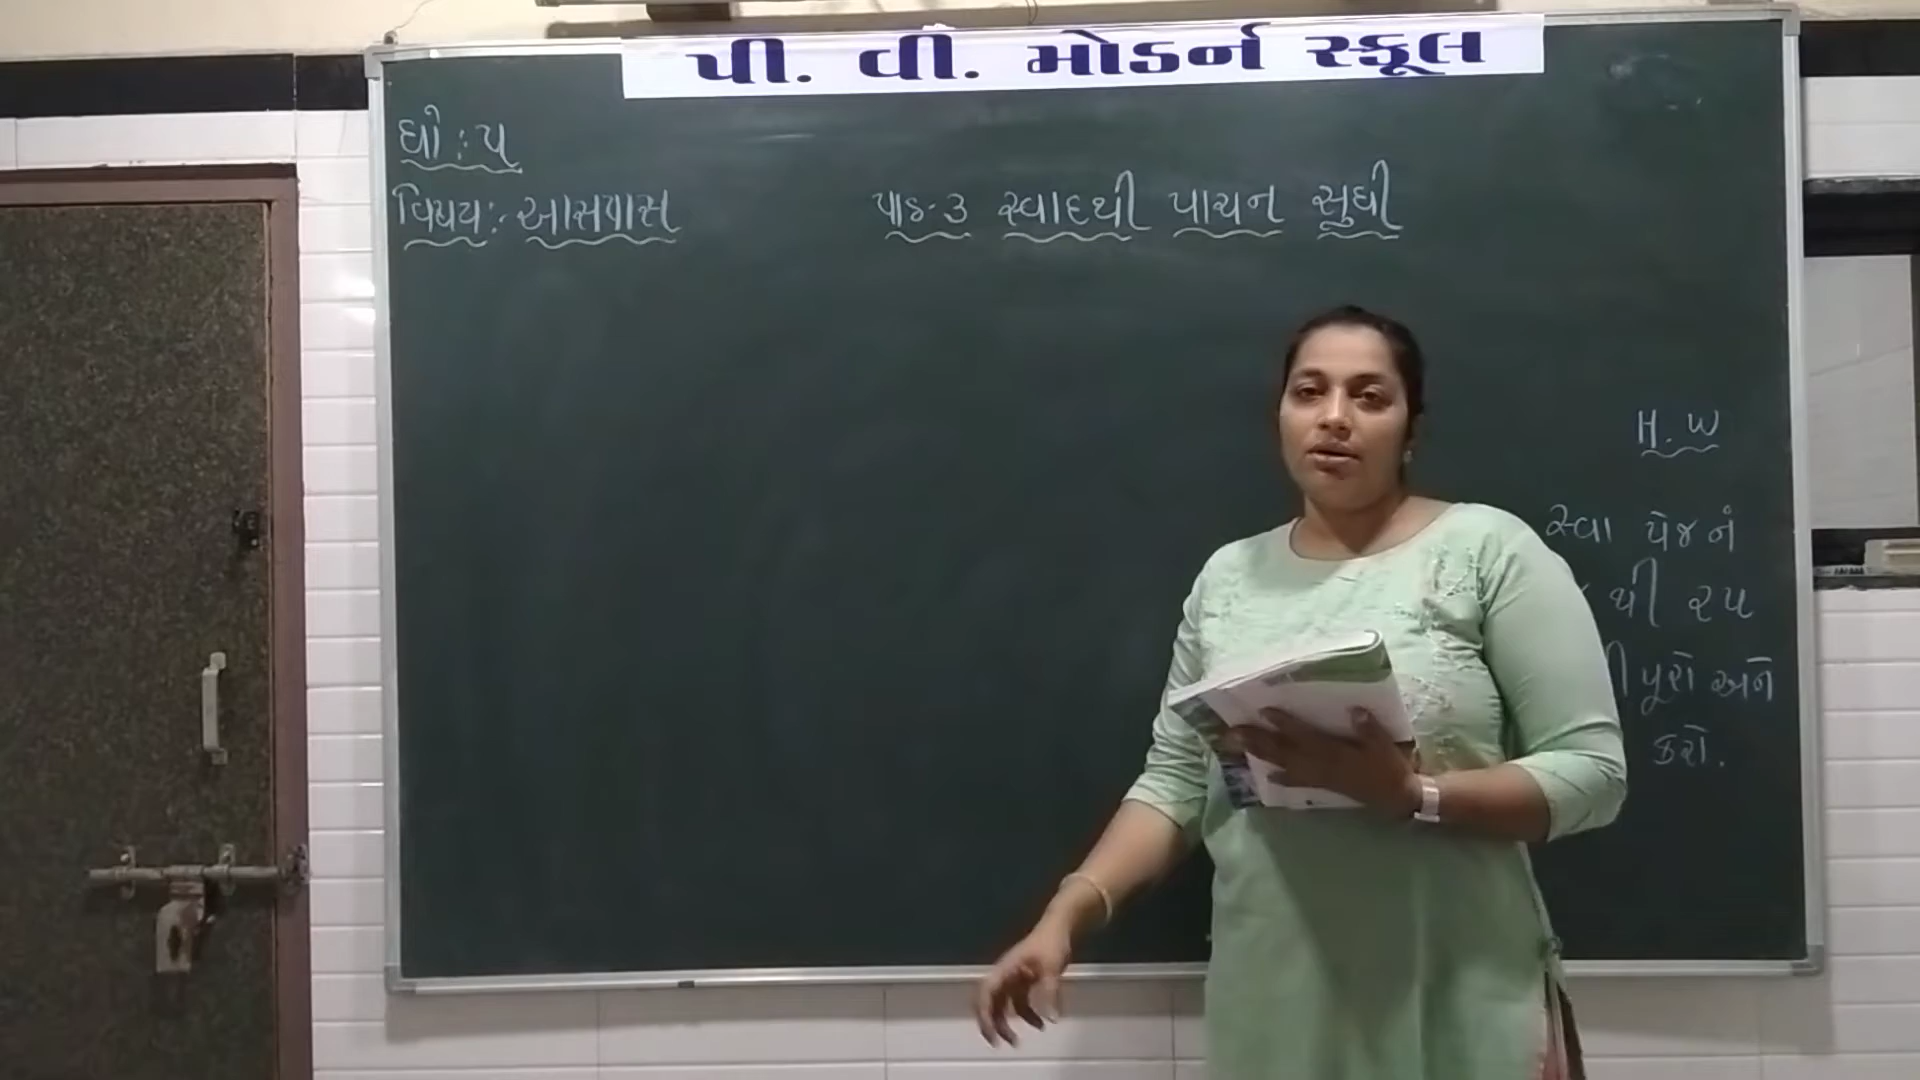 પી. વી. મોડર્ન સ્કૂલ
ધો : ૫
વિષય :- આસપાસ
પાઠ-૩ સ્વાદથી પાચન સુધી
H. W
સ્વા પેજ નં
થી ૨૫
પૂરો અને
કરો.